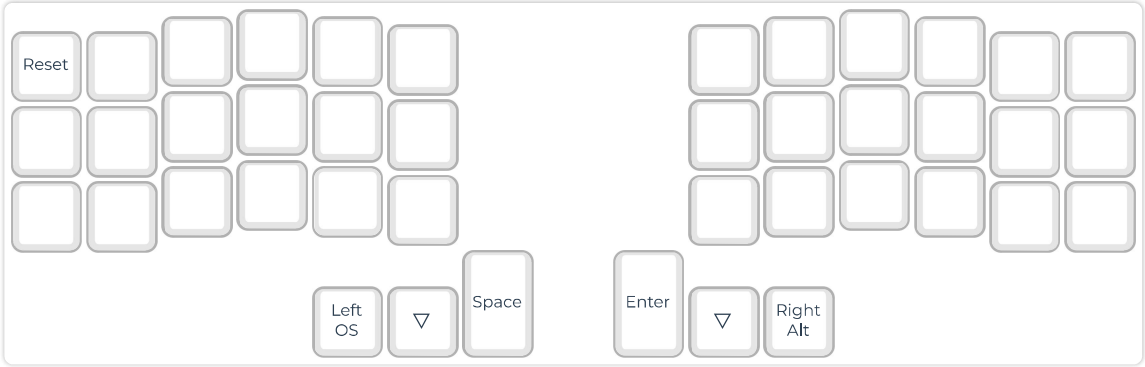 Reset
Left
OS
▽
Space
Enter
▽
Right
Alt